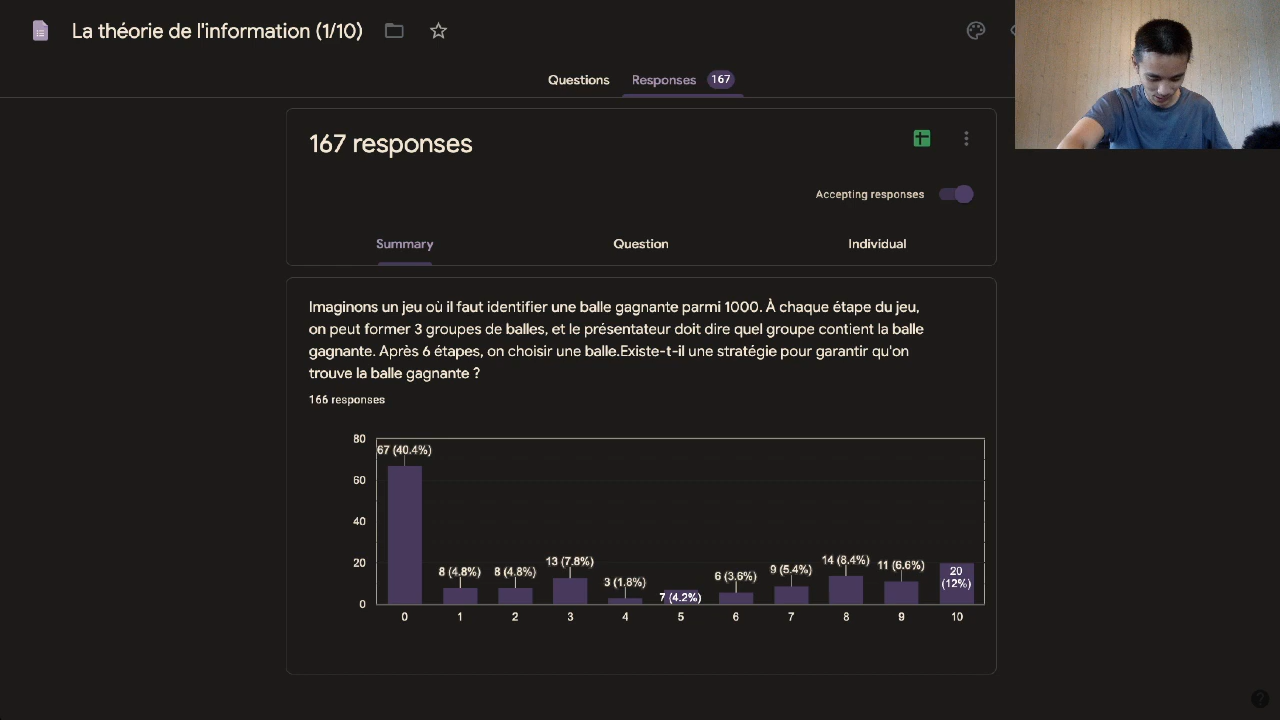 La théorie de l'information (1/10)
Questions
Responses
167
167 responses
Accepting responses
Summary
Question
Individual
Imaginons un jeu où il faut identifier une balle gagnante parmi 1000. À chaque étape du jeu,
on peut former 3 groupes de balles, et le présentateur doit dire quel groupe contient la balle
gagnante. Après 6 étapes, on choisir une balle.Existe-t-il une stratégie pour garantir qu'on
trouve la balle gagnante ?
166 responses
80
60
40
20
0
67 (40.4%)
8 (4.8%)
8 (4.8%)
13 (7.8%)
3 (1.8%)
7 (4.2%)
6 (3.6%)
9 (5.4%)
14 (8.4%)
11 (6.6%)
20
(12%)
0 1 2 3 4 5 6 7 8 9 10